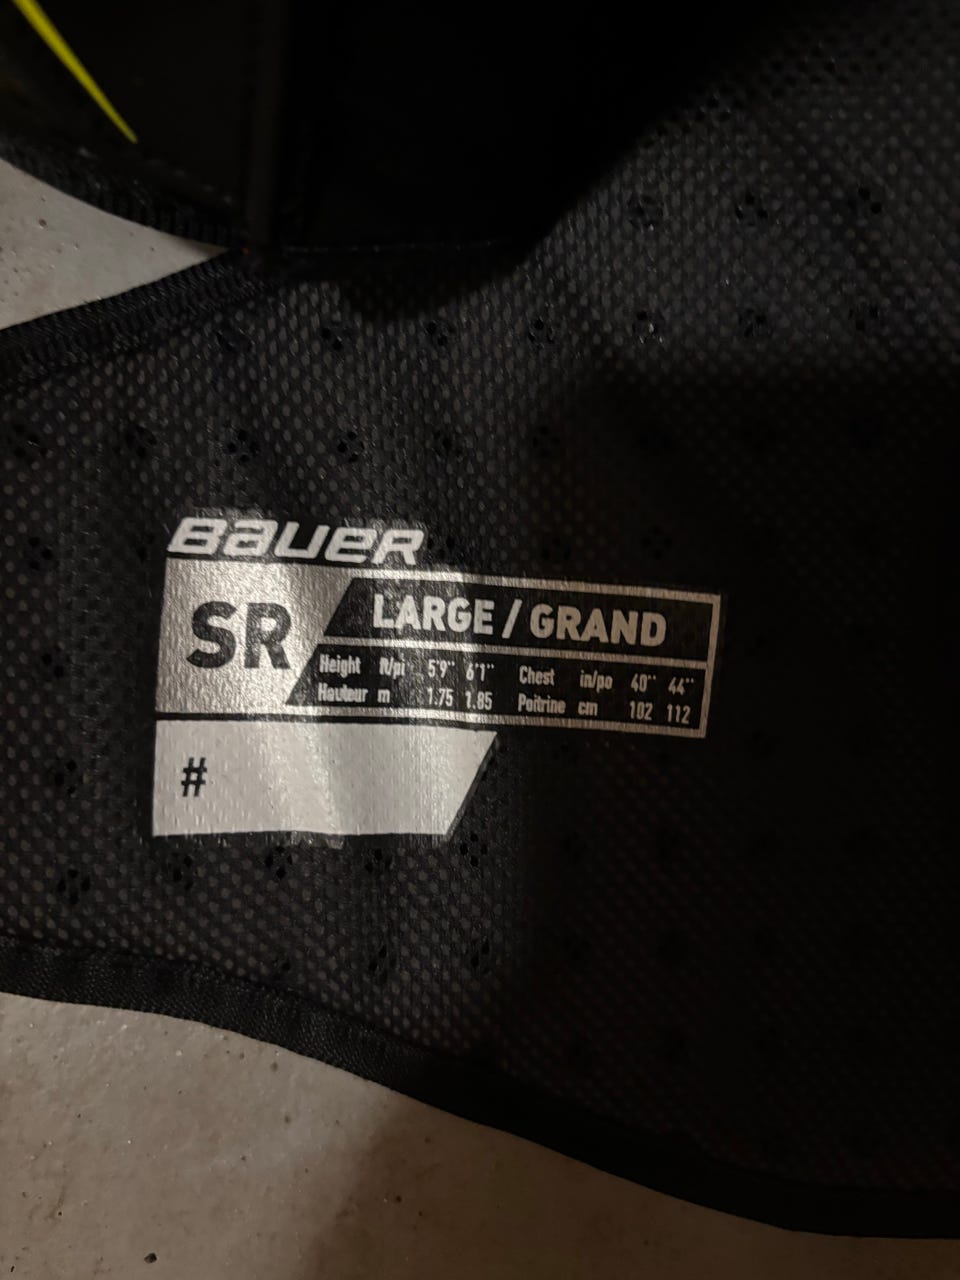 BAUER
SR LARGE / GRAND
Height ft/pi 5'9'' 6'1'' Chest in/po 40'' 44''
Hauteur m 1.75 1.85 Poitrine cm 102 112
#